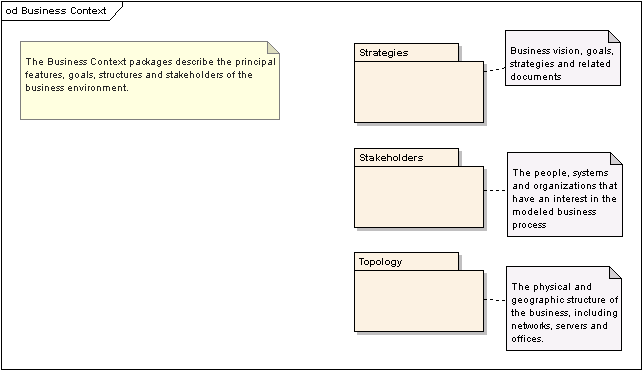 od Business Context
The Business Context packages describe the principal
features, goals, structures and stakeholders of the
business environment.
Strategies
Business vision, goals,
strategies and related
documents
Stakeholders
The people, systems
and organizations that
have an interest in the
modeled business
process
Topology
The physical and
geographic structure of
the business, including
networks, servers and
offices.